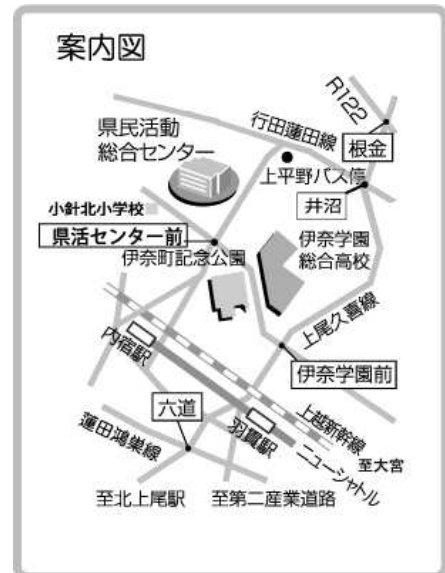 案内図
R122
行田蓮田線
根金
県民活動
総合センター
上平野バス停
井沼
小針北小学校
県活センター前
伊奈町記念公園
伊奈学園
総合高校
上尾久喜線
内宿駅
伊奈学園前
六道
羽貫駅
上越新幹線
蓮田鴻巣線
ニューシャトル
至大宮
至北上尾駅
至第二産業道路